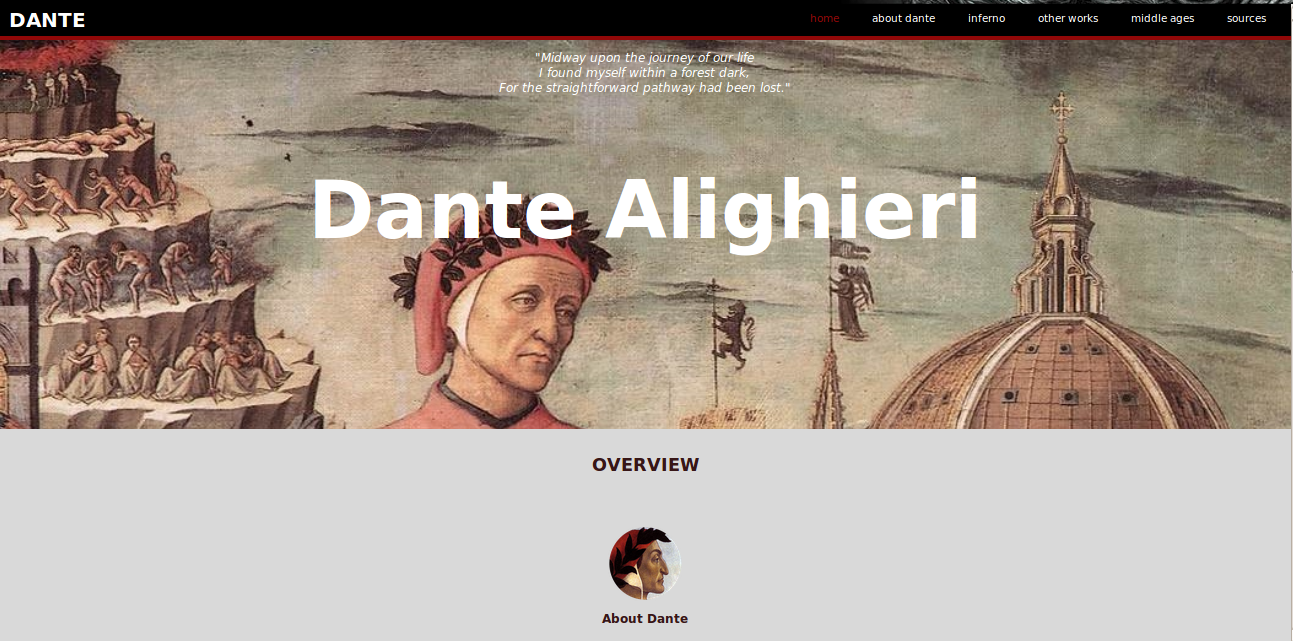 DANTE
home about dante inferno other works middle ages sources
"Midway upon the journey of our life
I found myself within a forest dark,
For the straightforward pathway had been lost."
Dante Alighieri
OVERVIEW
About Dante